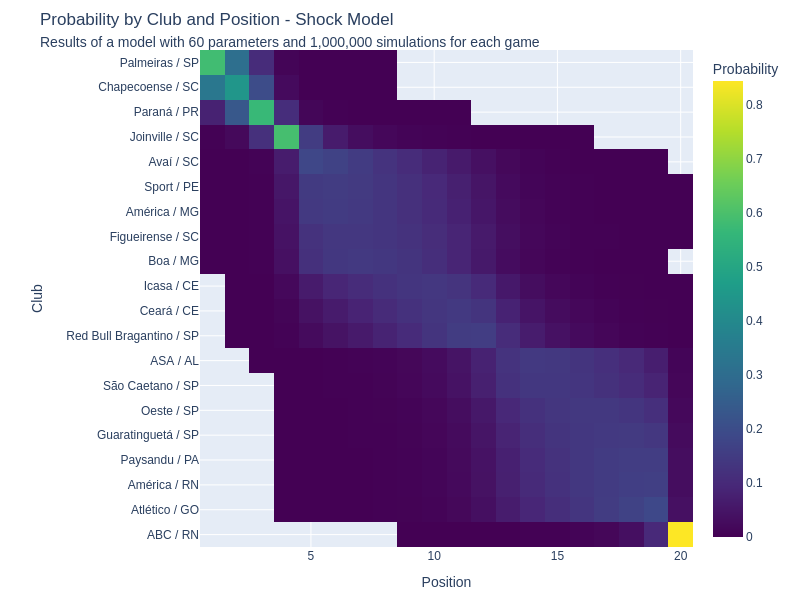 Probability by Club and Position - Shock Model
Results of a model with 60 parameters and 1,000,000 simulations for each game
Probability
Palmeiras / SP
Chapecoense / SC
Paraná / PR
Joinville / SC
Avaí / SC
Sport / PE
América / MG
Figueirense / SC
Boa / MG
Icasa / CE
Ceará / CE
Red Bull Bragantino / SP
ASA / AL
São Caetano / SP
Oeste / SP
Guaratinguetá / SP
Paysandu / PA
América / RN
Atlético / GO
ABC / RN
Club
0.8
0.7
0.6
0.5
0.4
0.3
0.2
0.1
0
5
10
15
20
Position